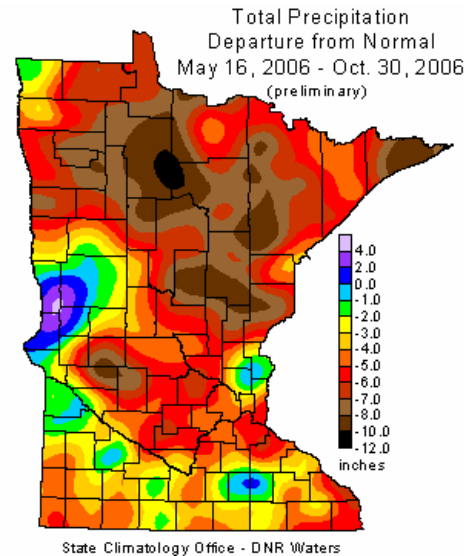 Total Precipitation
Departure from Normal
May 16, 2006 - Oct. 30, 2006
(preliminary)
4.0
2.0
0.0
-1.0
-2.0
-3.0
-4.0
-5.0
-6.0
-7.0
-8.0
-10.0
-12.0
inches
State Climatology Office - DNR Waters